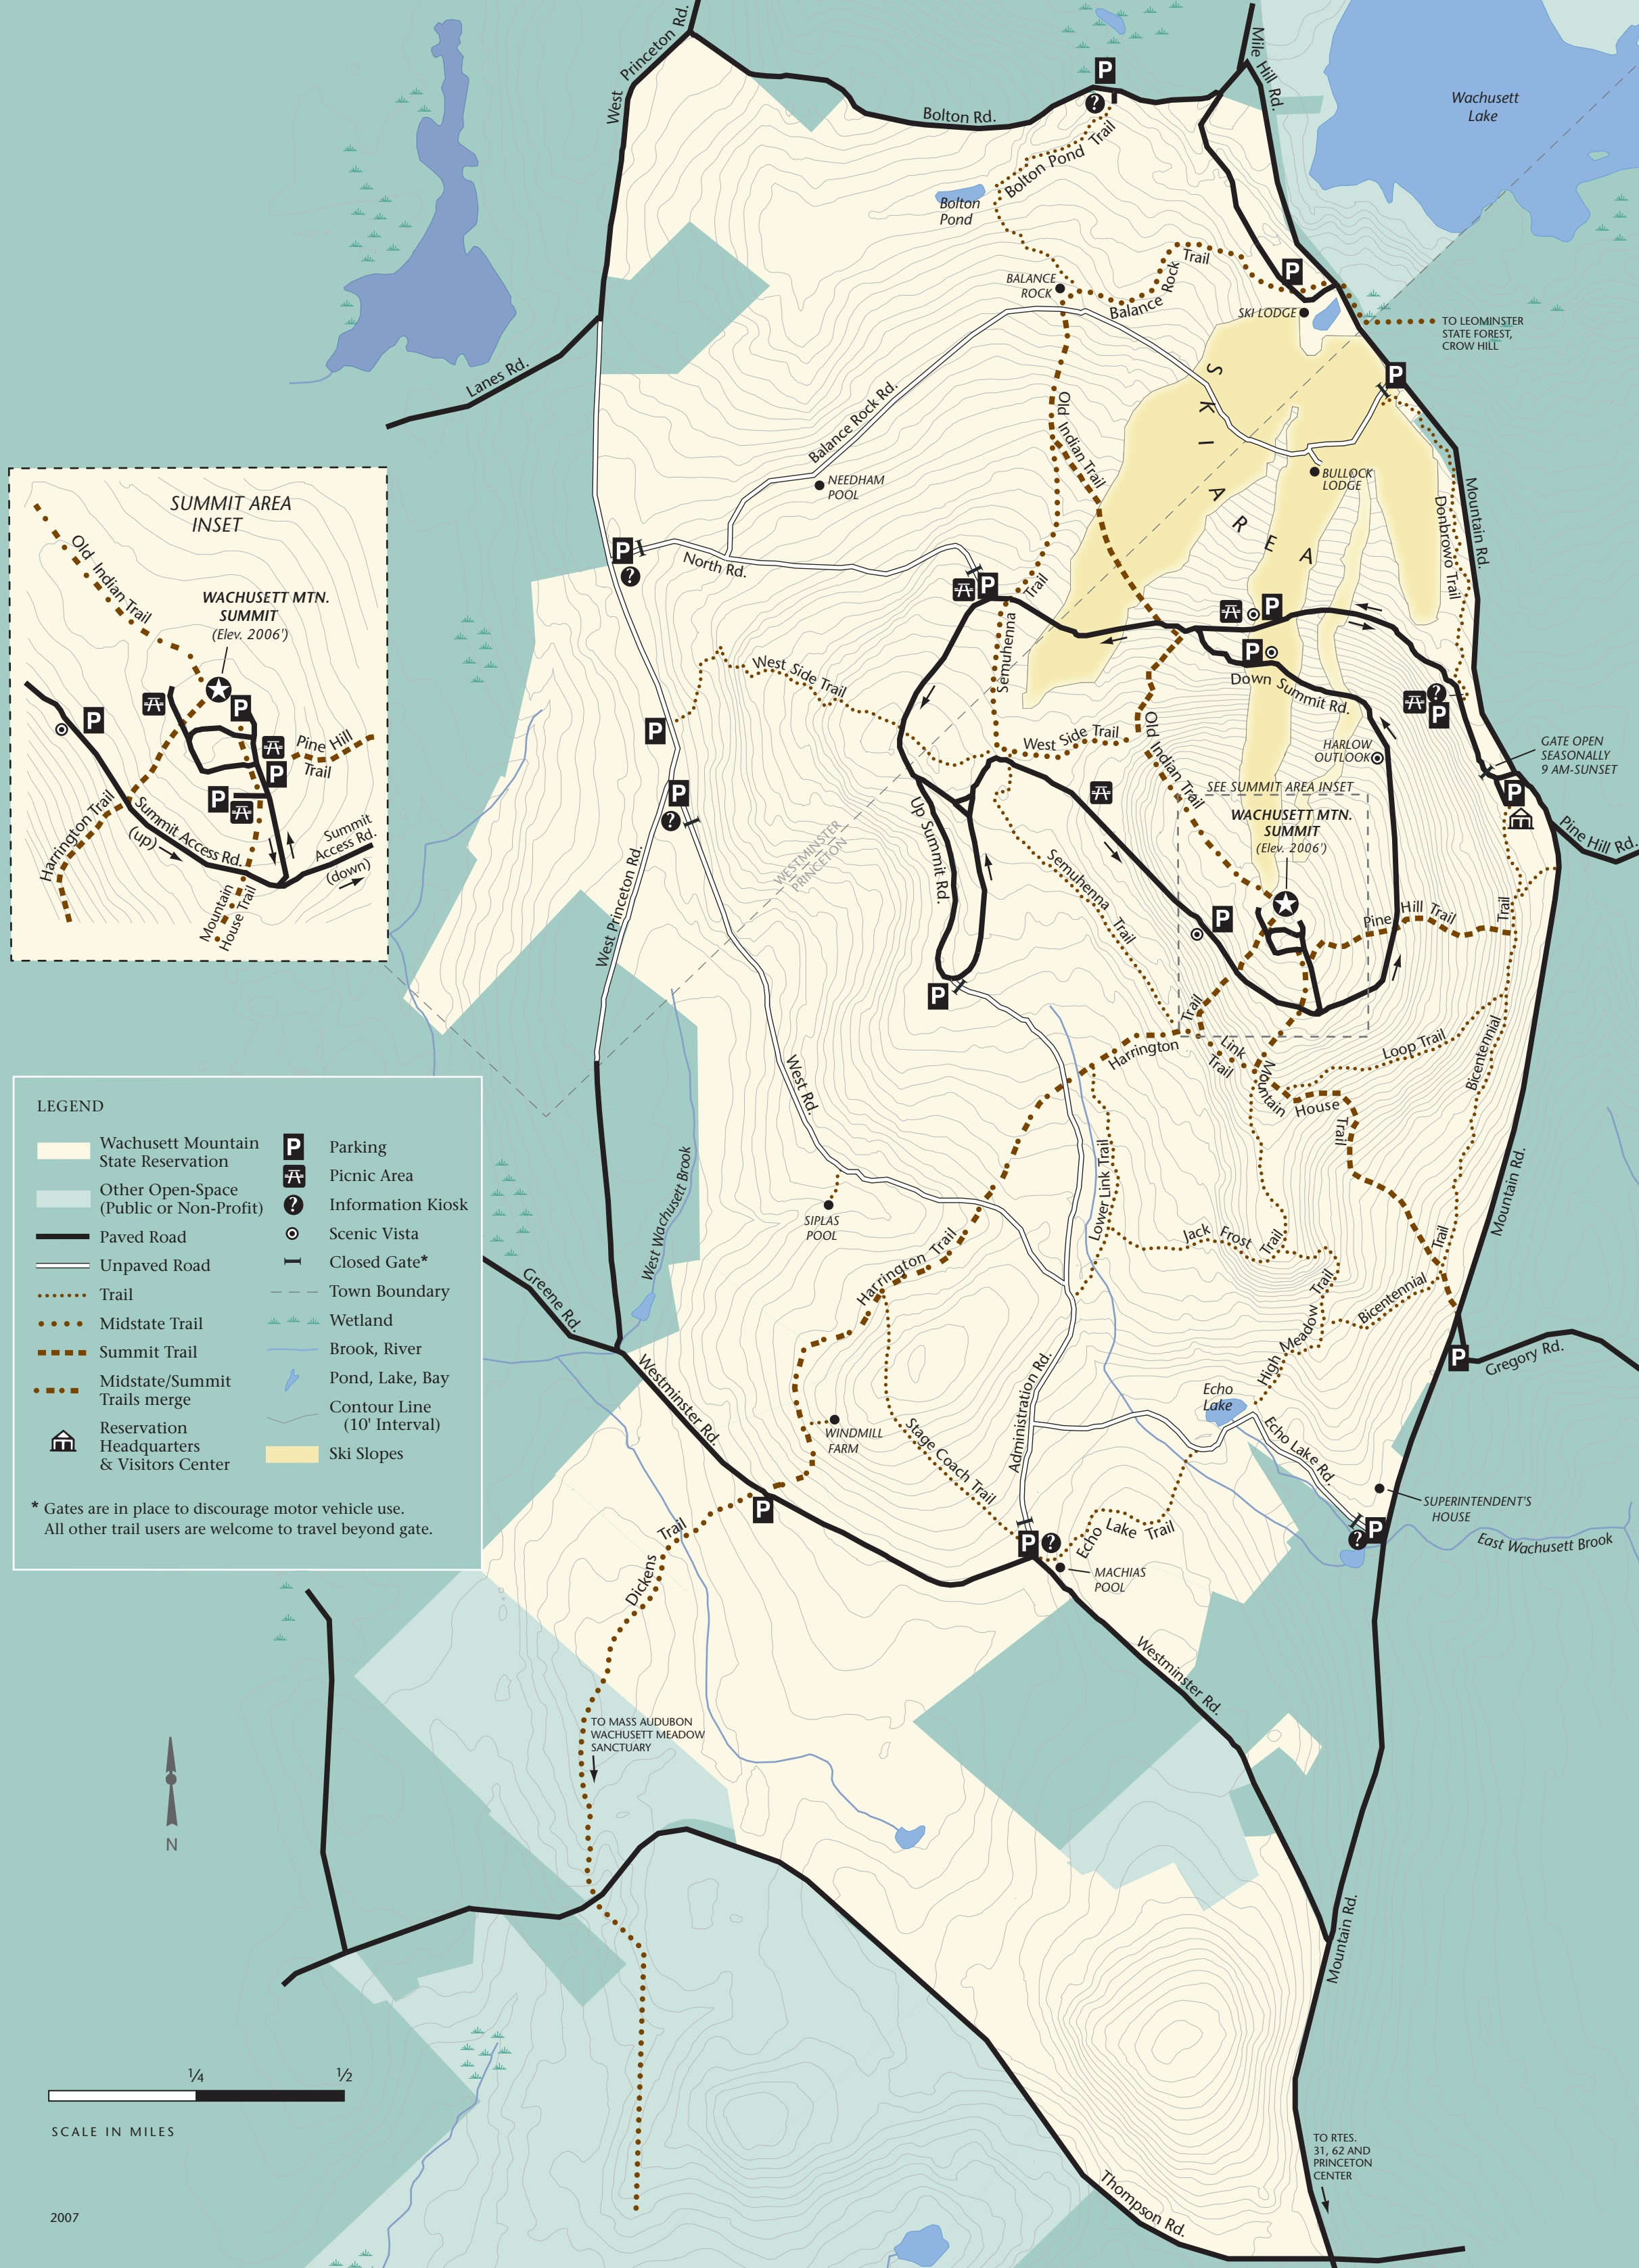 West Princeton Rd.
Bolton Rd.
Mile Hill Rd.
Wachusett
Lake
P
?
Bolton Pond Trail
Bolton
Pond
BALANCE
ROCK
Balance Rock Trail
P
SKI LODGE
TO LEOMINSTER
STATE FOREST,
CROW HILL
Lanes Rd.
P
Balance Rock Rd.
Old Indian Trail
SKI AREA
NEEDHAM
POOL
BULLOCK
LODGE
Donbrowo Trail
Mountain Rd.
P
?
North Rd.
P
Semuhenna Trail
P
P
Down Summit Rd.
?
P
West Side Trail
P
West Side Trail
Old Indian Trail
HARLOW
OUTLOOK
GATE OPEN
SEASONALLY
9 AM-SUNSET
P
?
P
Pine Hill Rd.
SEE SUMMIT AREA INSET
WACHUSETT MTN.
SUMMIT
(Elev. 2006')
WESTMINSTER
PRINCETON
Up Summit Rd.
Semuhenna Trail
West Princeton Rd.
P
Pine Hill Trail
P
Harrington Trail
Link
Trail
Loop Trail
Bicentennial Trail
Mountain House Trail
West Rd.
Lower Link Trail
West Wachusett Brook
SIPLAS
POOL
Harrington Trail
Jack Frost Trail
Mountain Rd.
High Meadow Trail
Bicentennial Trail
P
Gregory Rd.
Greene Rd.
Westminster Rd.
Administration Rd.
Echo
Lake
WINDMILL
FARM
Stage Coach Trail
Echo Lake Rd.
SUPERINTENDENT'S
HOUSE
P
Dickens Trail
P
?
Echo Lake Trail
MACHIAS
POOL
P
?
East Wachusett Brook
Westminster Rd.
TO MASS AUDUBON
WACHUSETT MEADOW
SANCTUARY
Mountain Rd.
TO RTES.
31, 62 AND
PRINCETON
CENTER
Thompson Rd.
SUMMIT AREA
INSET
Old Indian Trail
WACHUSETT MTN.
SUMMIT
(Elev. 2006')
P
P
Pine Hill
Trail
P
P
Harrington Trail
Summit Access Rd.
(up)
Summit
Access Rd.
(down)
Mountain
House Trail
LEGEND
Wachusett Mountain
State Reservation
Other Open-Space
(Public or Non-Profit)
Paved Road
Unpaved Road
Trail
Midstate Trail
Summit Trail
Midstate/Summit
Trails merge
Reservation
Headquarters
& Visitors Center
P Parking
Picnic Area
? Information Kiosk
Scenic Vista
Closed Gate*
Town Boundary
Wetland
Brook, River
Pond, Lake, Bay
Contour Line
(10' Interval)
Ski Slopes
* Gates are in place to discourage motor vehicle use.
All other trail users are welcome to travel beyond gate.
N
¼ ½
SCALE IN MILES
2007